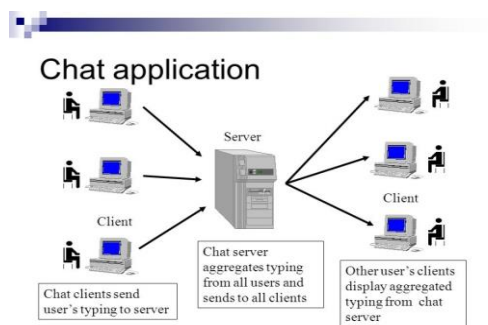 Chat application
Server
Client
Client
Chat clients send
user's typing to server
Chat server
aggregates typing
from all users and
sends to all clients
Other user's clients
display aggregated
typing from chat
server